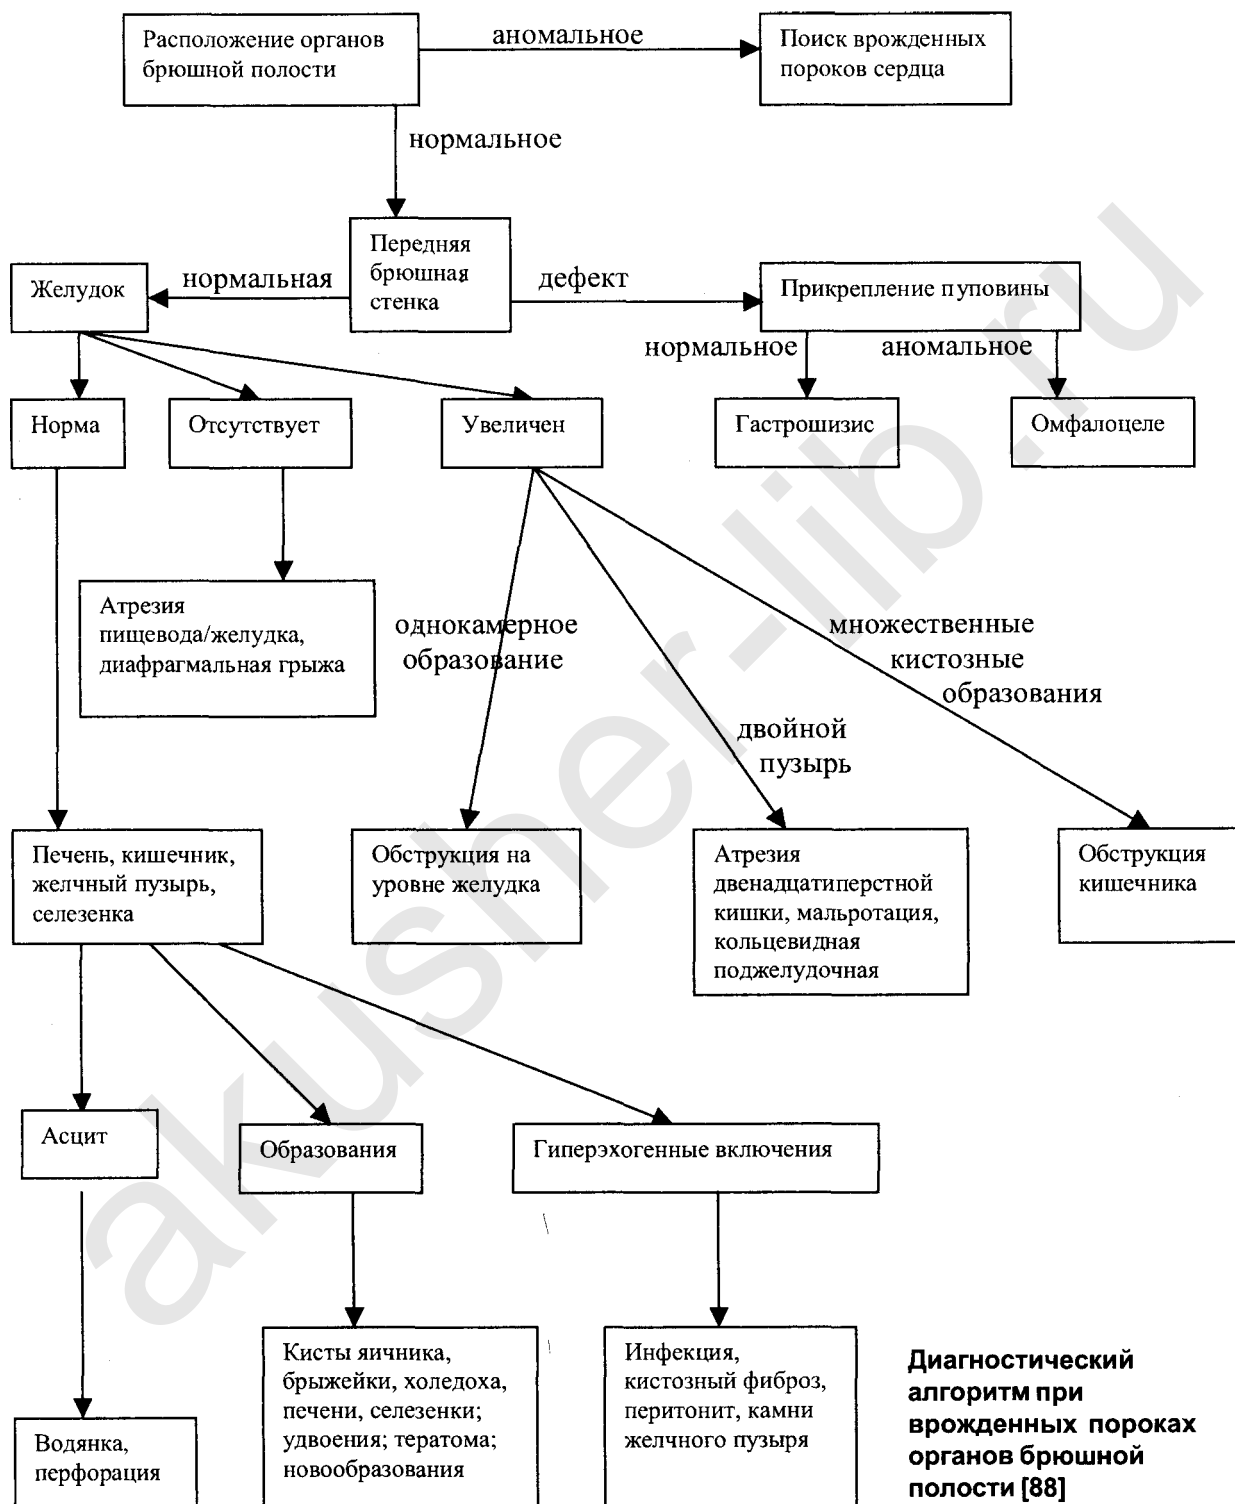 Расположение органов
брюшной полости
аномальное
Поиск врожденных
пороков сердца
нормальное
Передняя
брюшная
стенка
Желудок
нормальная
дефект
Прикрепление пуповины
нормальное
аномальное
Норма
Отсутствует
Увеличен
Гастрошизис
Омфалоцеле
Атрезия
пищевода/желудка,
диафрагмальная грыжа
однокамерное
образование
двойной
пузырь
множественные
кистозные
образования
Печень, кишечник,
желчный пузырь,
селезенка
Обструкция на
уровне желудка
Атрезия
двенадцатиперстной
кишки, мальротация,
кольцевидная
поджелудочная
Обструкция
кишечника
Асцит
Образования
Гиперэхогенные включения
Водянка,
перфорация
Кисты яичника,
брыжейки, холедоха,
печени, селезенки;
удвоения; тератома;
новообразования
Инфекция,
кистозный фиброз,
перитонит, камни
желчного пузыря
Диагностический
алгоритм при
врожденных пороках
органов брюшной
полости [88]
akusher-lib.ru